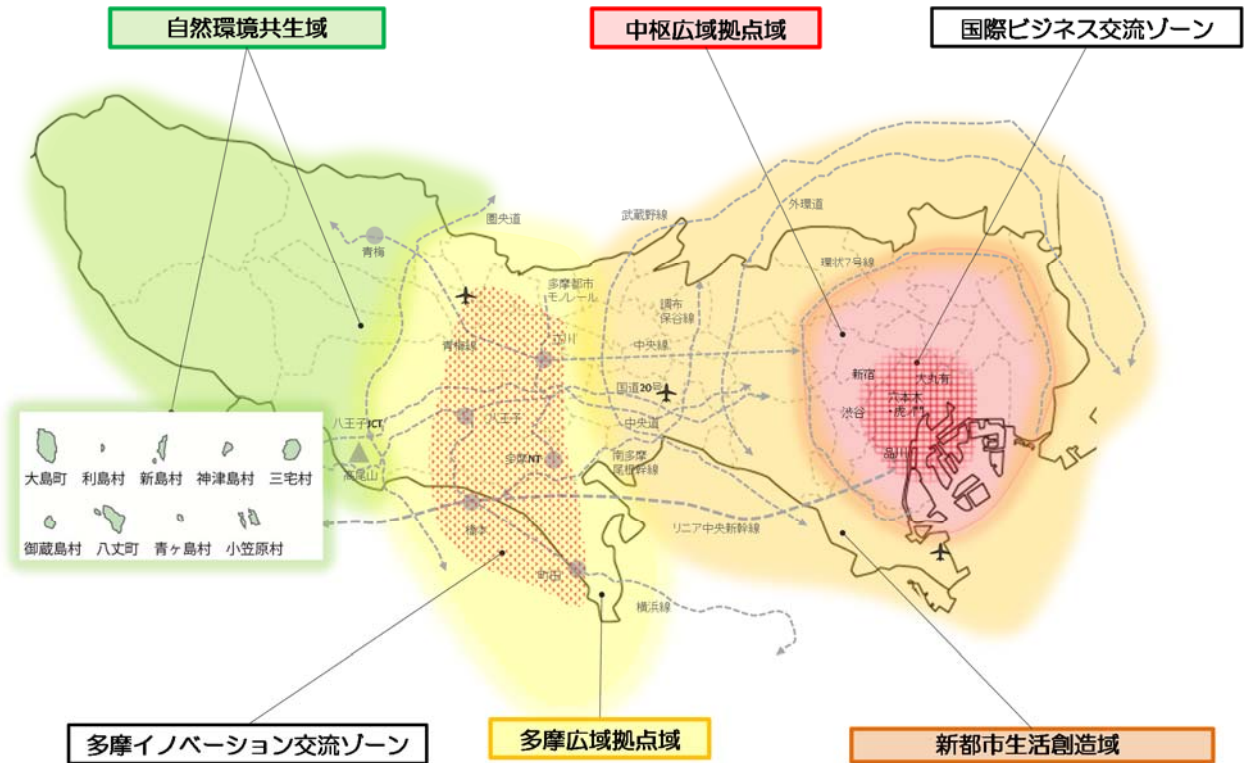 自然環境共生域
中枢広域拠点域
国際ビジネス交流ゾーン
圏央道
武蔵野線
外環道
青梅
環状7号線
多摩都市
モノレール
調布
保谷線
青梅線
立川
中央線
新宿
大丸有
国道20号
六本木
・虎ノ門
渋谷
八王子JCT
八王子
中央道
高尾山
多摩NT
南多摩
尾根幹線
品川
大島町
利島村
新島村
神津島村
三宅村
御蔵島村
八丈町
青ヶ島村
小笠原村
橋本
リニア中央新幹線
町田
横浜線
多摩イノベーション交流ゾーン
多摩広域拠点域
新都市生活創造域